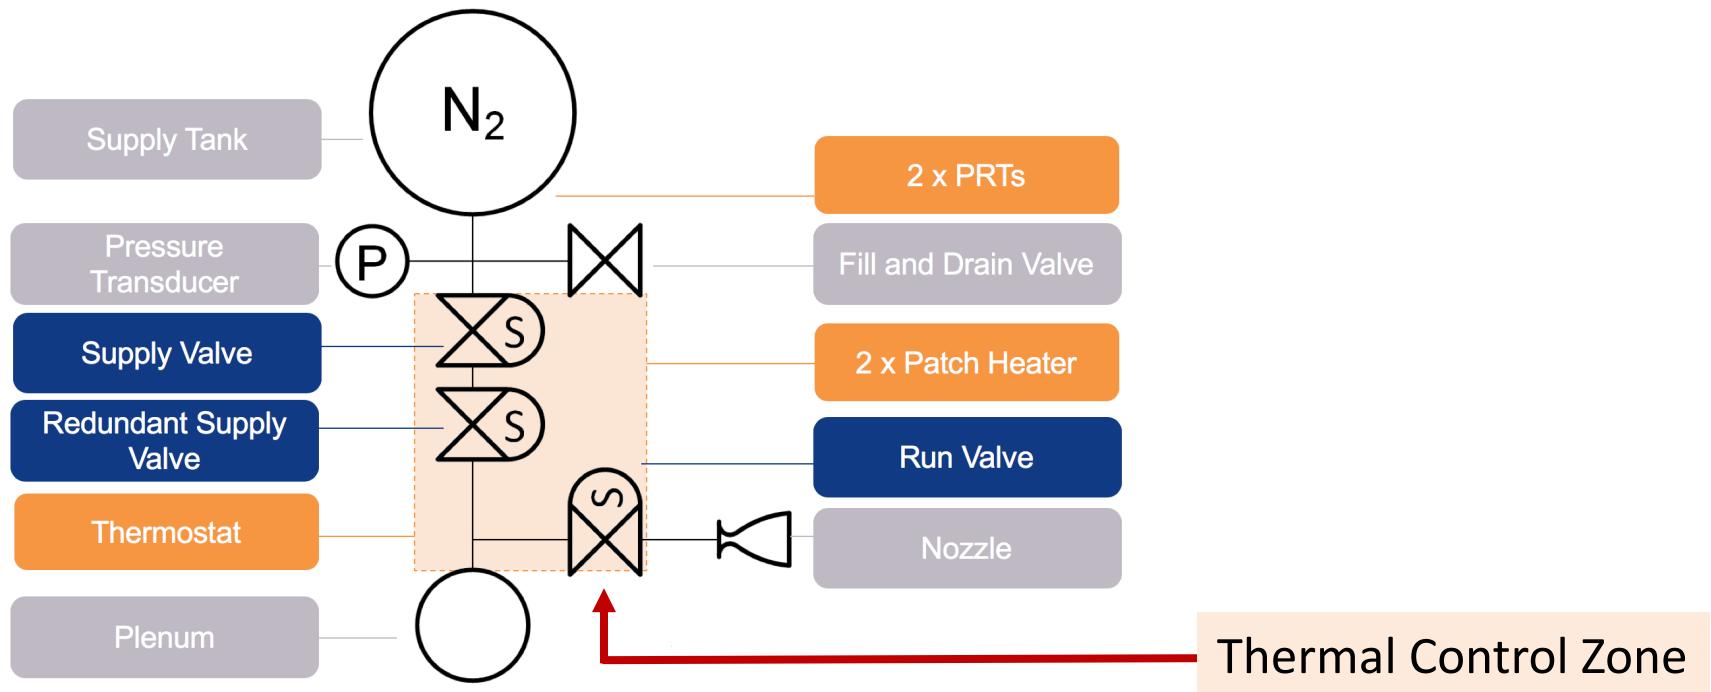 N2
Supply Tank
2 x PRTs
Pressure
Transducer
P
Fill and Drain Valve
Supply Valve
S
2 x Patch Heater
Redundant Supply
Valve
S
Run Valve
S
Thermostat
Nozzle
Plenum
Thermal Control Zone